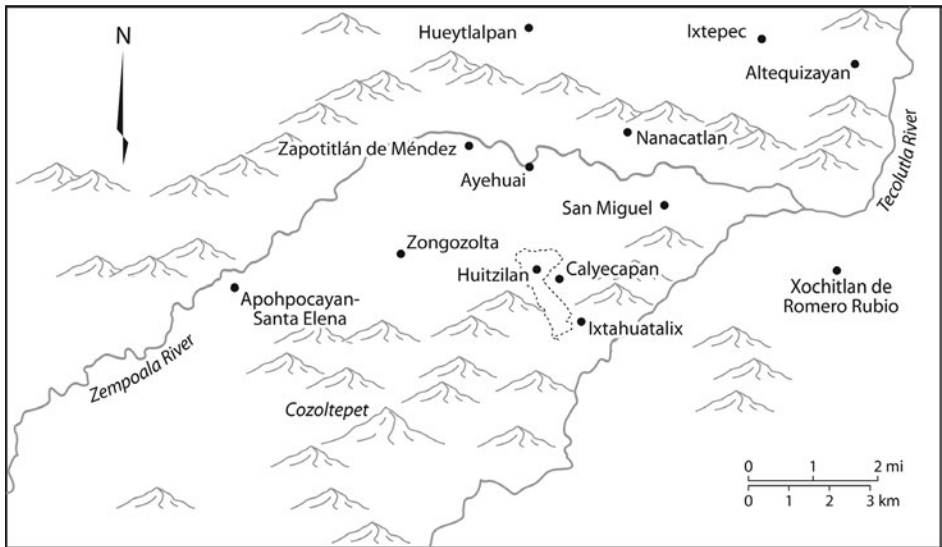 N
Hueytlalpan
Ixtepec
Altequizayan
Zapotitlán de Méndez
Nanacatlan
Ayehuai
Tecolutla River
San Miguel
Zongozolta
Huitzilan
Calyecapan
Xochitlan de
Romero Rubio
Apohpocayan-
Santa Elena
Ixtahuatalix
Zempoala River
Cozoltepet
0 1 2 mi
0 1 2 3 km